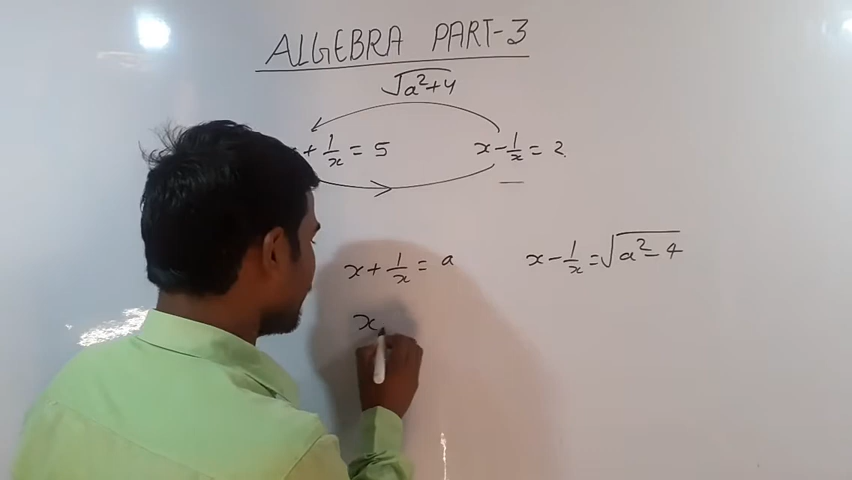 ALGEBRA PART-3
√a²+4
+ 1/x = 5 x - 1/x = 2
x + 1/x = a x - 1/x = √a²-4
x